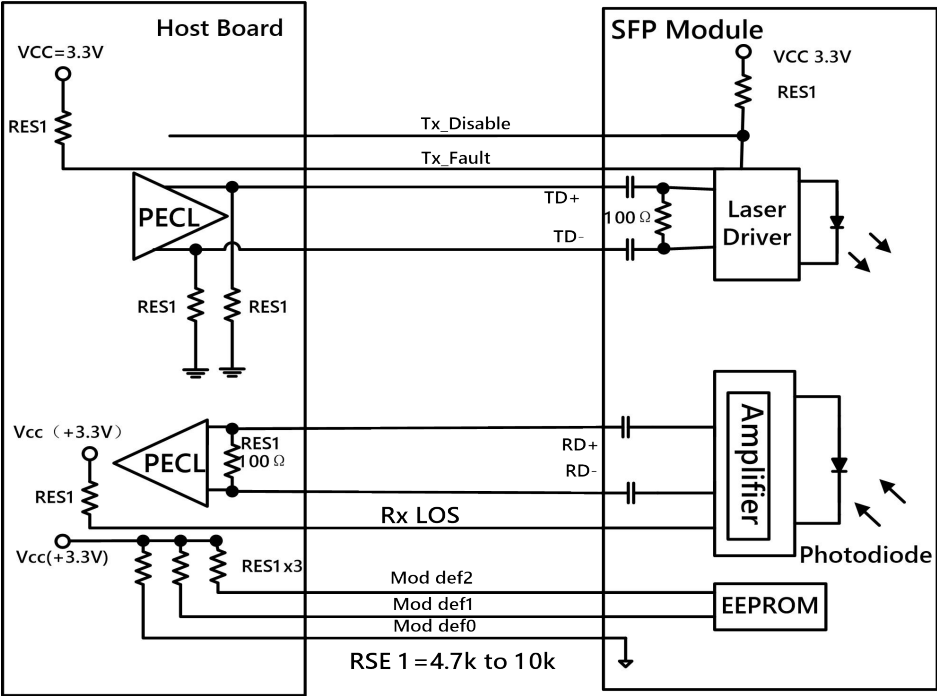 Host Board
SFP Module
VCC=3.3V
VCC 3.3V
RES1
RES1
Tx_Disable
Tx_Fault
PECL
TD+
100Ω
TD-
Laser
Driver
RES1
RES1
Vcc（+3.3V）
PECL
RES1
100Ω
RD+
RD-
Amplifier
RES1
Rx LOS
Vcc(+3.3V)
RES1x3
Photodiode
Mod def2
Mod def1
Mod def0
EEPROM
RSE 1=4.7k to 10k